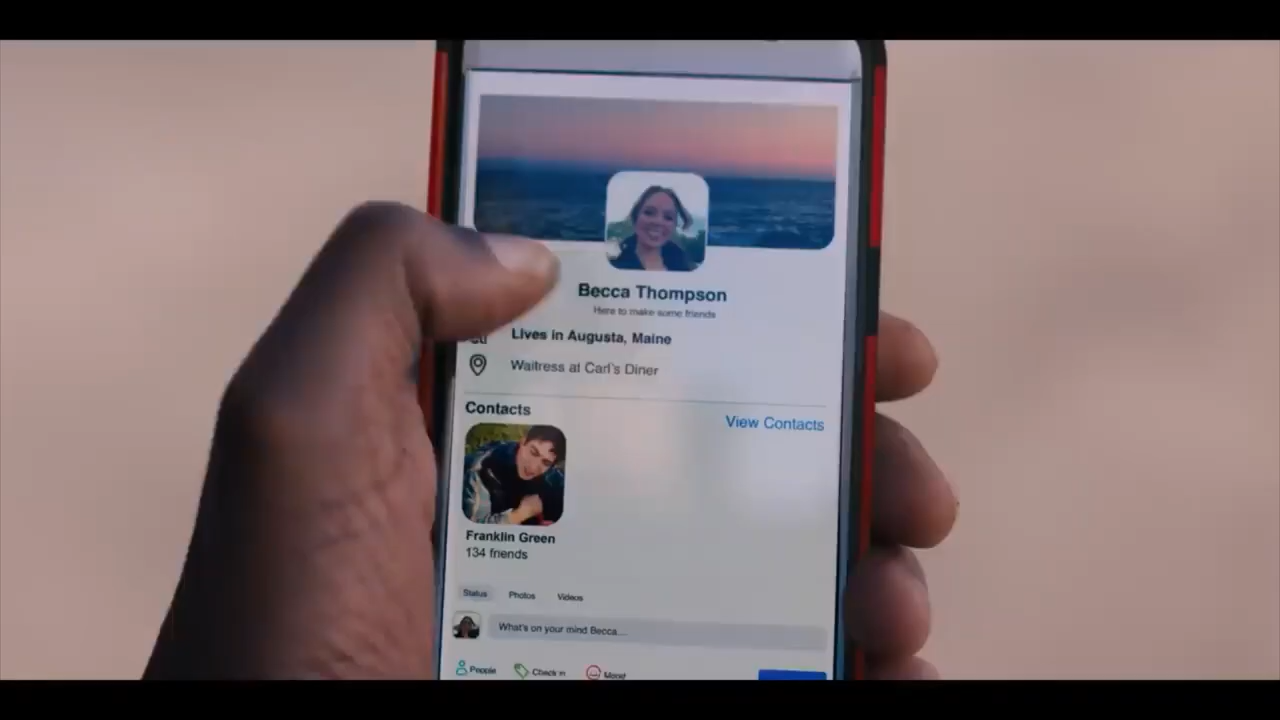 Becca Thompson
Here to make some friends
Lives in Augusta, Maine
Waitress at Carl's Diner
Contacts
View Contacts
Franklin Green
134 friends
Status Photos Videos
What's on your mind Becca...
People Check in Mood